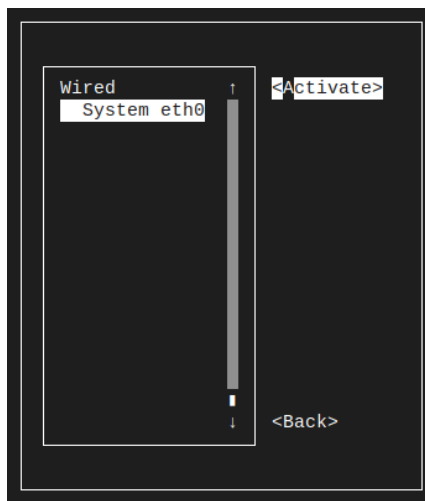 Wired ↑ <Activate>
System eth0
↓ <Back>